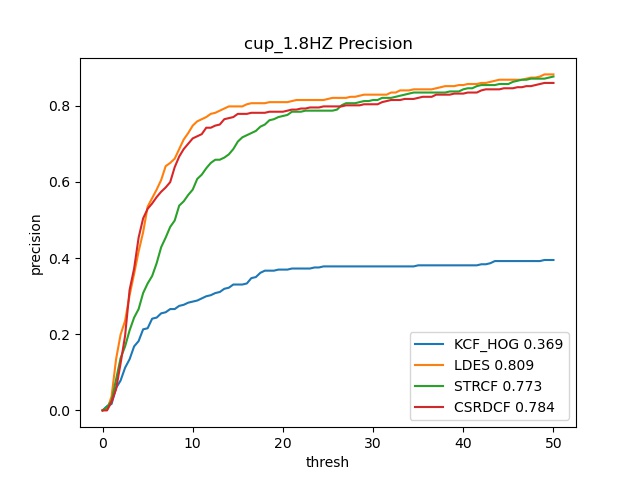 cup_1.8HZ Precision
precision
0.8
0.6
0.4
0.2
0.0
KCF_HOG 0.369
LDES 0.809
STRCF 0.773
CSRDCF 0.784
0 10 20 30 40 50
thresh